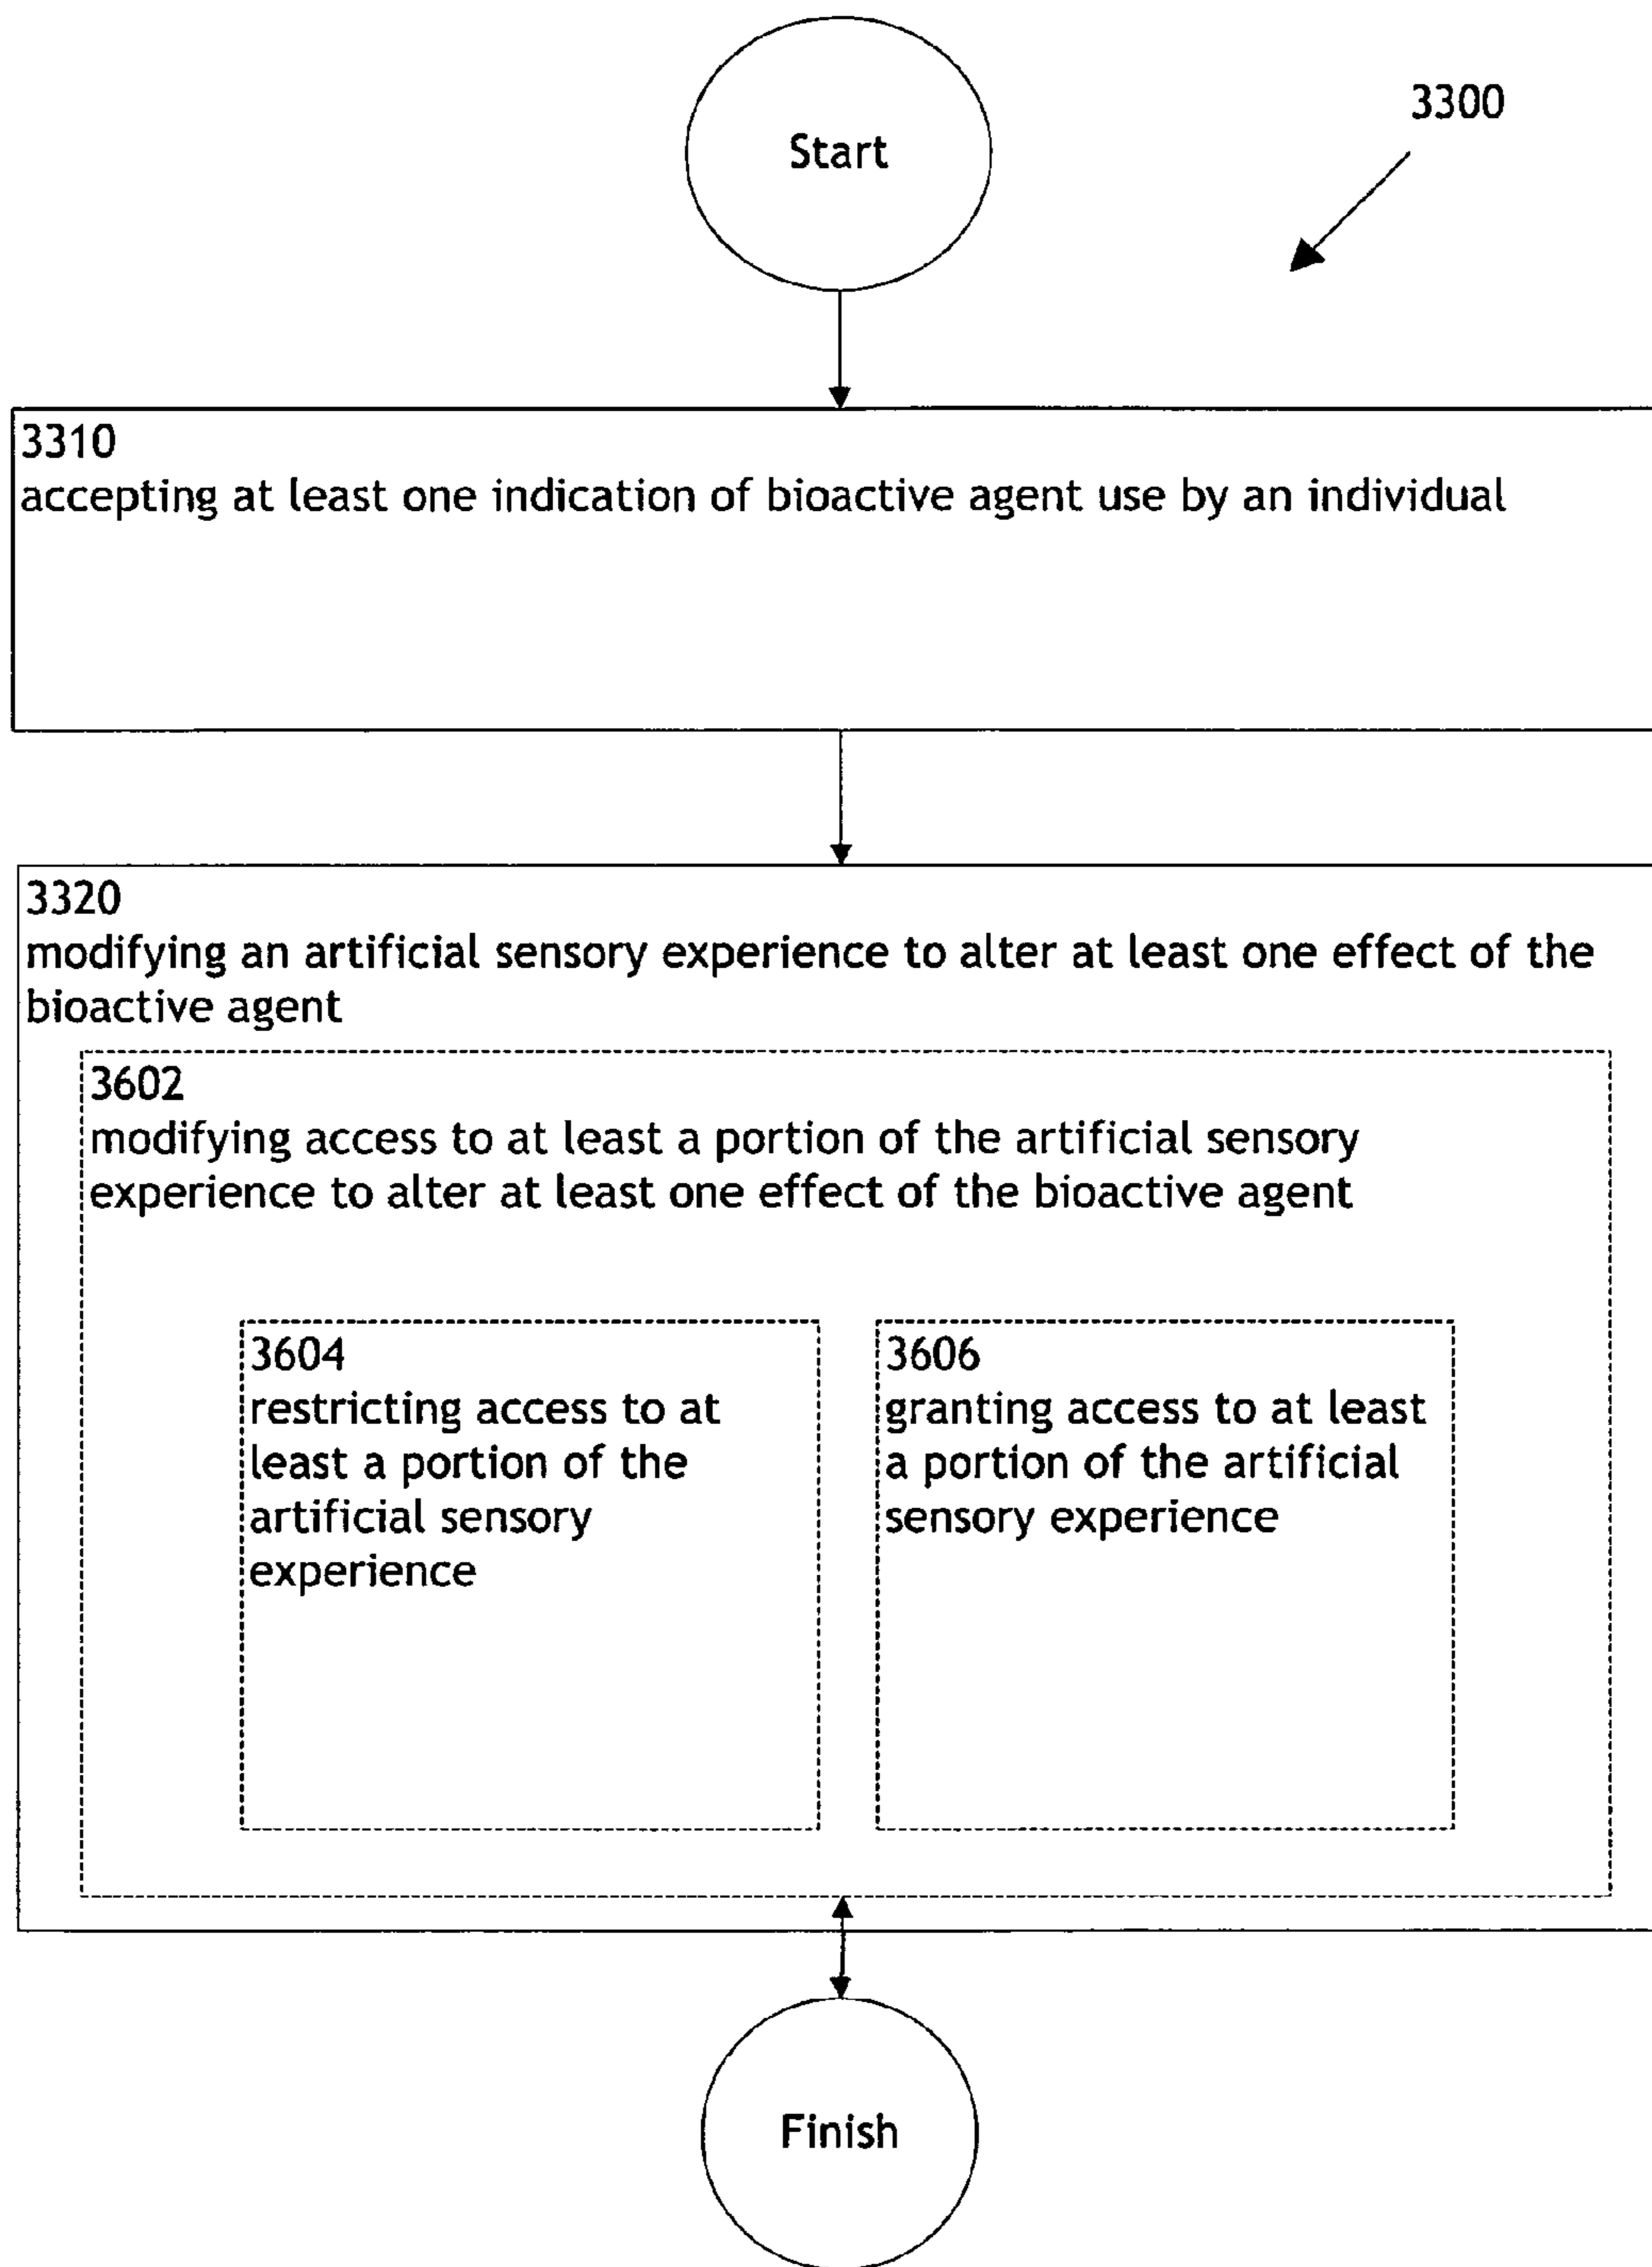 Start
3300
3310
accepting at least one indication of bioactive agent use by an individual
3320
modifying an artificial sensory experience to alter at least one effect of the
bioactive agent
3602
modifying access to at least a portion of the artificial sensory
experience to alter at least one effect of the bioactive agent
3604
restricting access to at
least a portion of the
artificial sensory
experience
3606
granting access to at least
a portion of the artificial
sensory experience
Finish